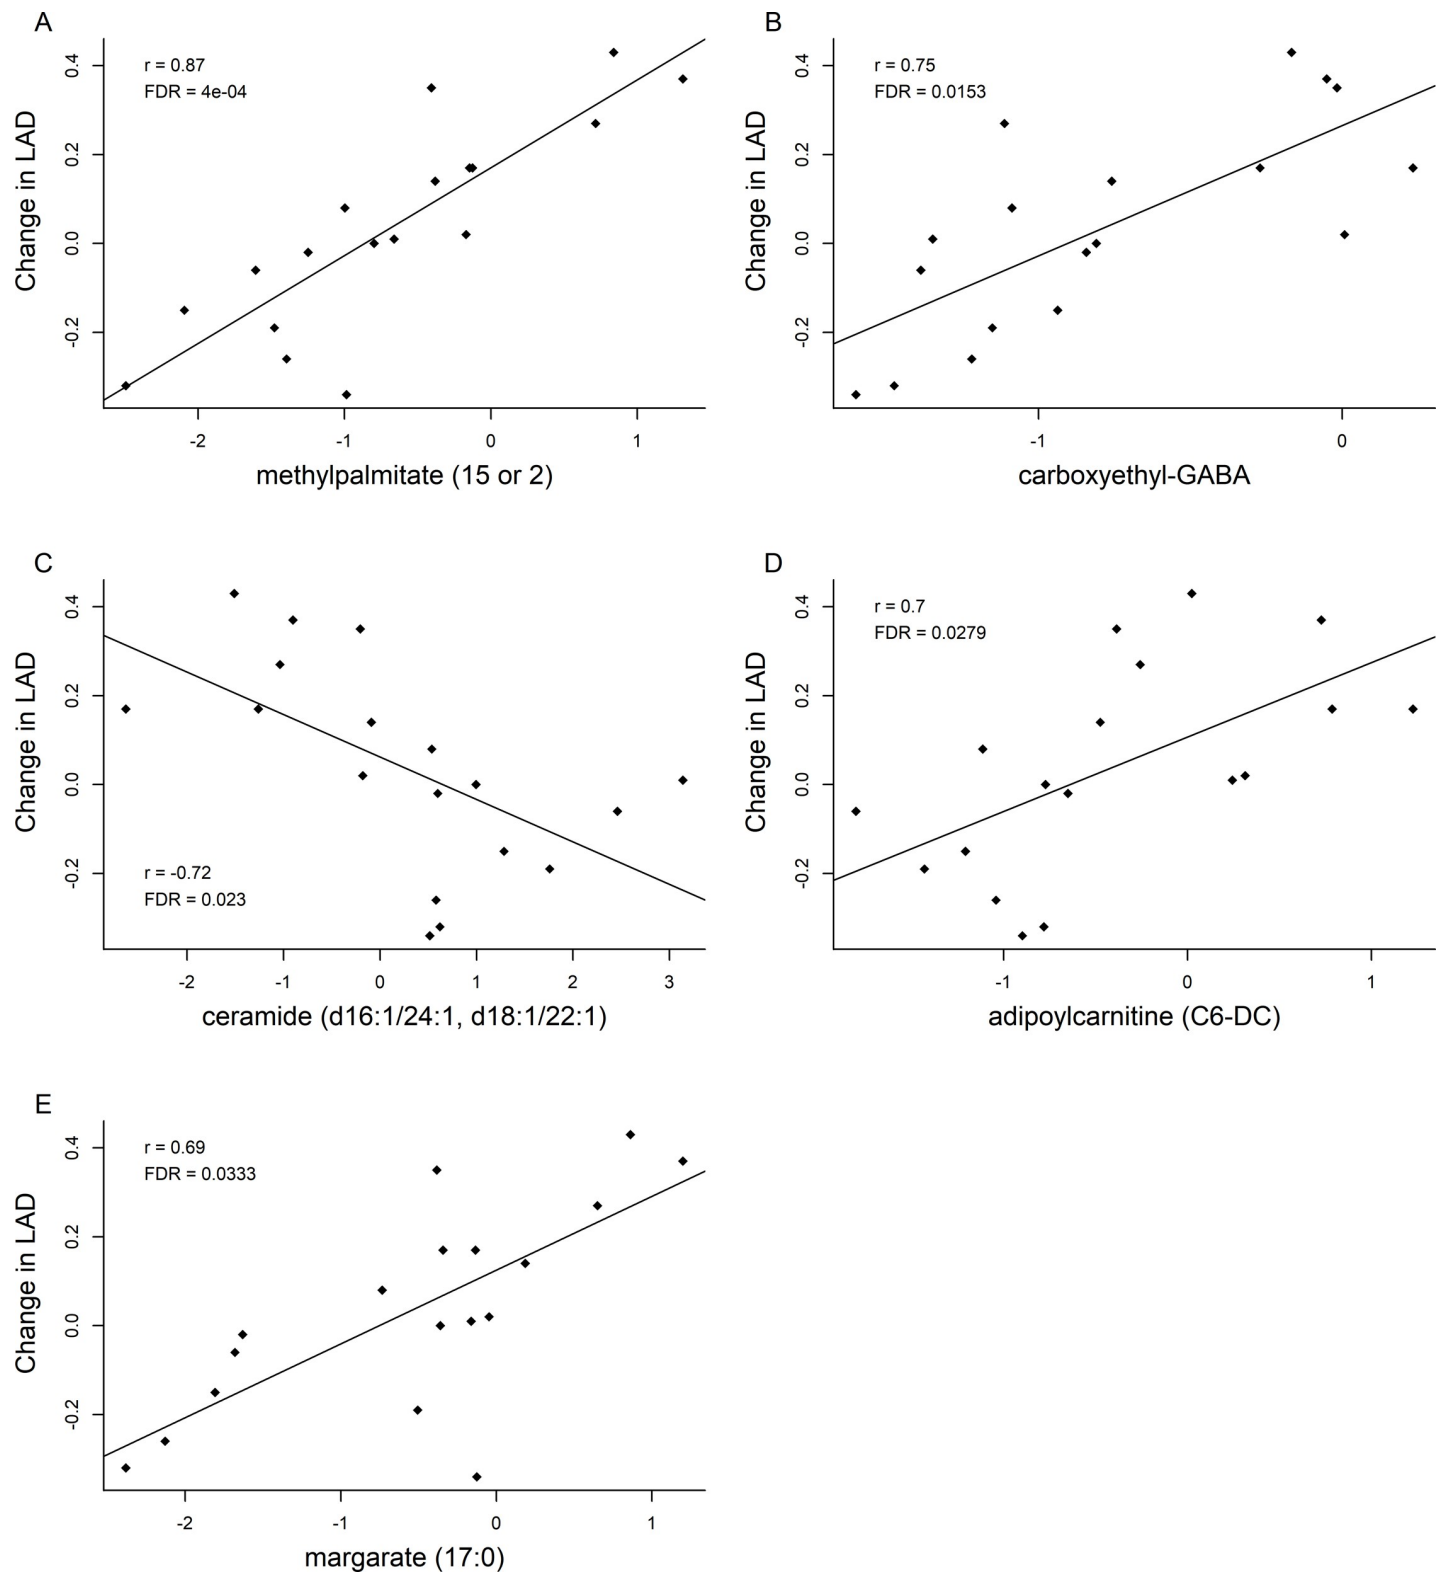 A
r = 0.87
FDR = 4e-04
Change in LAD
0.4
0.2
0.0
-0.2
-2 -1 0 1
methylpalmitate (15 or 2)
B
r = 0.75
FDR = 0.0153
Change in LAD
0.4
0.2
0.0
-0.2
-1 0
carboxyethyl-GABA
C
Change in LAD
0.4
0.2
0.0
-0.2
r = -0.72
FDR = 0.023
-2 -1 0 1 2 3
ceramide (d16:1/24:1, d18:1/22:1)
D
r = 0.7
FDR = 0.0279
Change in LAD
0.4
0.2
0.0
-0.2
-1 0 1
adipoylcarnitine (C6-DC)
E
r = 0.69
FDR = 0.0333
Change in LAD
0.4
0.2
0.0
-0.2
-2 -1 0 1
margarate (17:0)